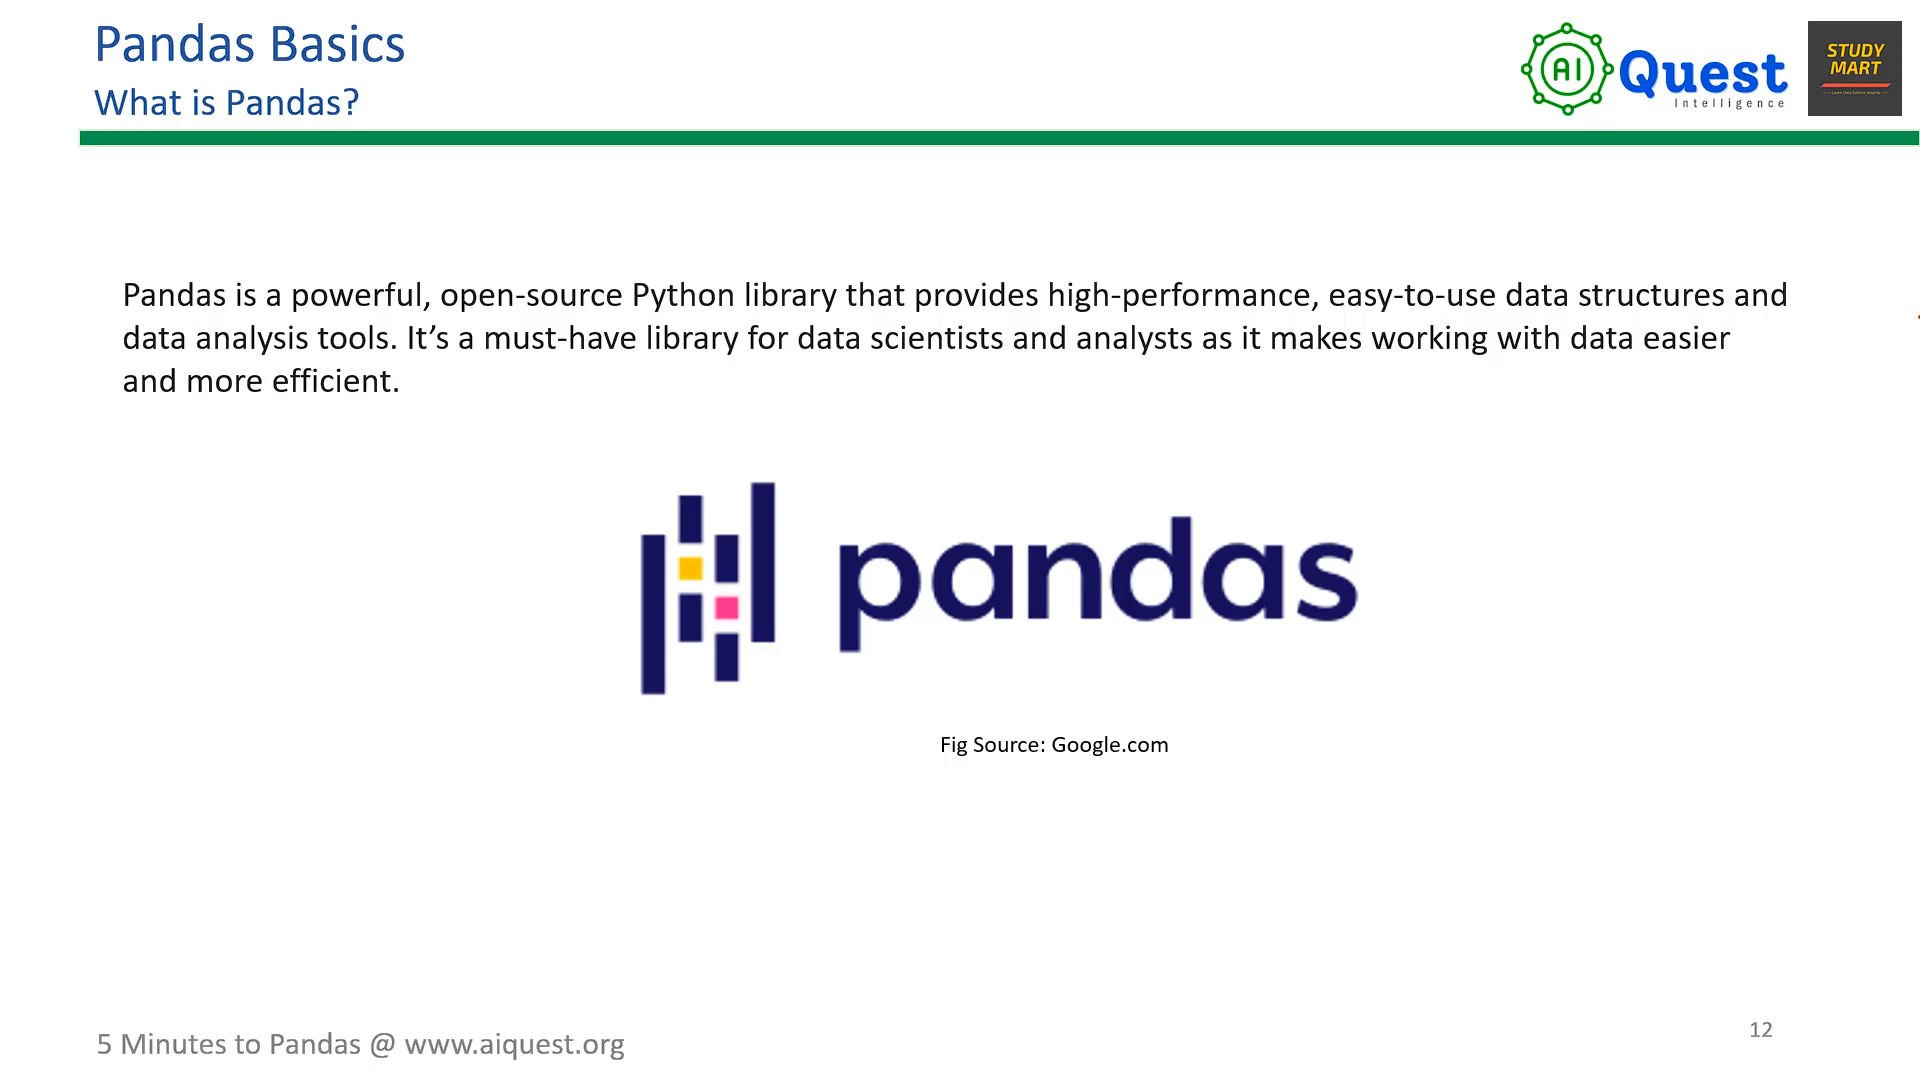 Pandas Basics
What is Pandas?
AI Quest
Intelligence
STUDY
MART
Pandas is a powerful, open-source Python library that provides high-performance, easy-to-use data structures and
data analysis tools. It’s a must-have library for data scientists and analysts as it makes working with data easier
and more efficient.
pandas
Fig Source: Google.com
5 Minutes to Pandas @ www.aiquest.org
12